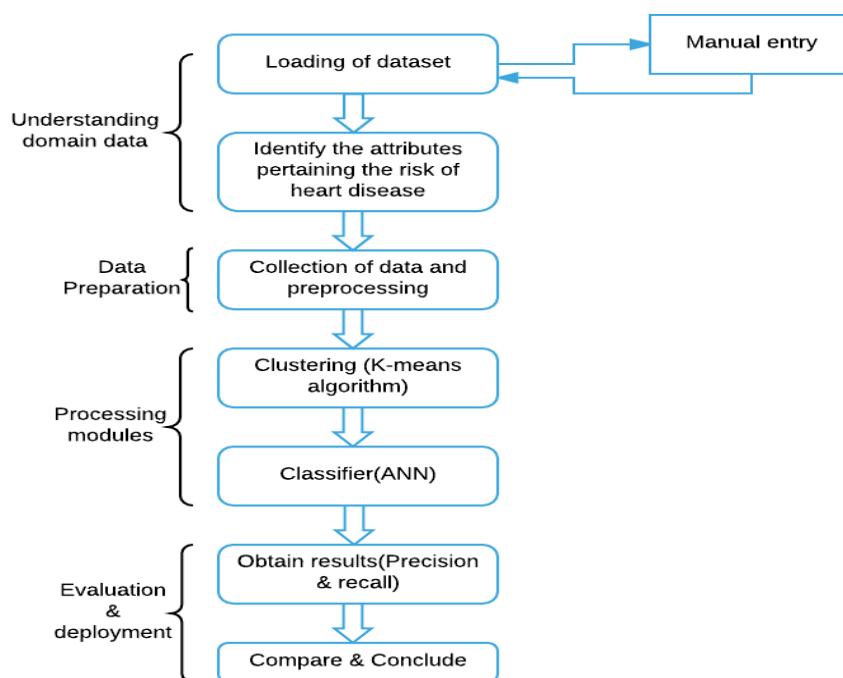 Loading of dataset
Manual entry
Understanding
domain data
Identify the attributes
pertaining the risk of
heart disease
Data
Preparation
Collection of data and
preprocessing
Clustering (K-means
algorithm)
Processing
modules
Classifier(ANN)
Obtain results(Precision
& recall)
Evaluation
&
deployment
Compare & Conclude